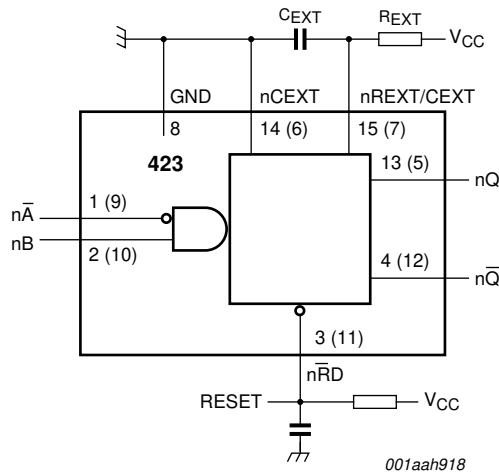 CEXT
REXT
VCC
GND
nCEXT
nREXT/CEXT
8
14 (6)
15 (7)
423
13 (5)
nQ
1 (9)
nA̅
nB
2 (10)
4 (12)
nQ̅
3 (11)
nR̅D
RESET
VCC
001aah918